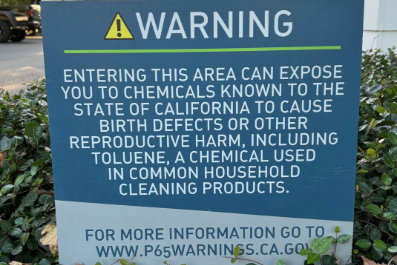 WARNING
ENTERING THIS AREA CAN EXPOSE
YOU TO CHEMICALS KNOWN TO THE
STATE OF CALIFORNIA TO CAUSE
BIRTH DEFECTS OR OTHER
REPRODUCTIVE HARM, INCLUDING
TOLUENE, A CHEMICAL USED
IN COMMON HOUSEHOLD
CLEANING PRODUCTS.
FOR MORE INFORMATION GO TO
WWW.P65WARNINGS.CA.GOV